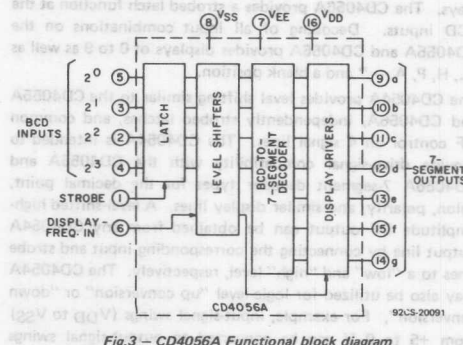 8 VSS 7 VEE 16 VDD
BCD INPUTS
2⁰ 5
2¹ 3
2² 2
2³ 4
STROBE 1
DISPLAY-FREQ. IN 6
LATCH
LEVEL SHIFTERS
BCD-TO-7-SEGMENT DECODER
DISPLAY DRIVERS
9 a
10 b
11 c
12 d
13 e
15 f
14 g
7-SEGMENT OUTPUTS
CD4056A
92CS-20091
Fig.3 – CD4056A Functional block diagram